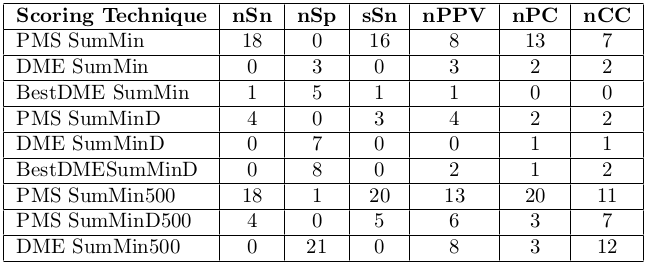 Scoring Technique nSn nSp sSn nPPV nPC nCC
PMS SumMin 18 0 16 8 13 7
DME SumMin 0 3 0 3 2 2
BestDME SumMin 1 5 1 1 0 0
PMS SumMinD 4 0 3 4 2 2
DME SumMinD 0 7 0 0 1 1
BestDMESumMinD 0 8 0 2 1 2
PMS SumMin500 18 1 20 13 20 11
PMS SumMinD500 4 0 5 6 3 7
DME SumMin500 0 21 0 8 3 12